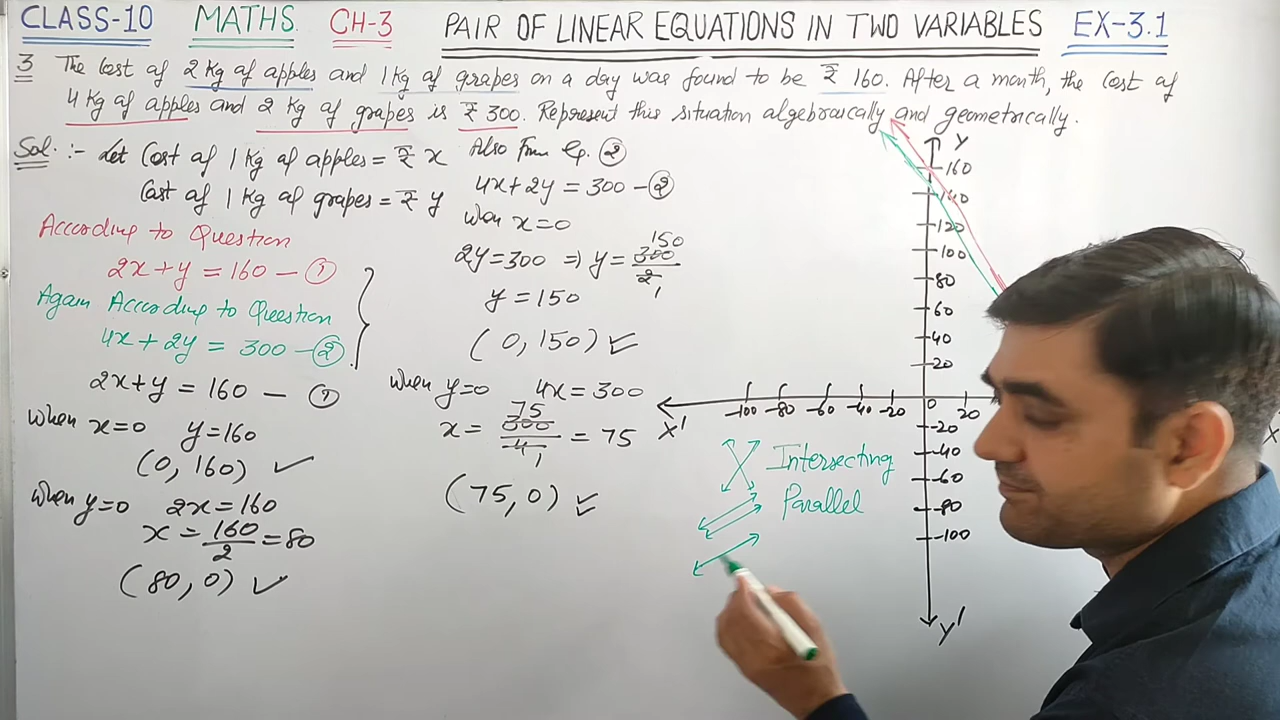 CLASS-10 MATHS. CH-3 PAIR OF LINEAR EQUATIONS IN TWO VARIABLES EX-3.1
3 The Cost of 2 Kg of apples and 1 Kg of grapes on a day was found to be ₹ 160. After a month, the cost of
4 Kg of apples and 2 Kg of grapes is ₹ 300. Represent this situation algebraically and geometrically.
Sol. :- Let Cost of 1 Kg of apples = ₹ x
Cost of 1 Kg of grapes = ₹ y
According to Question
2x + y = 160 — ①
Again According to Question
4x + 2y = 300 — ②
2x + y = 160 — ①
when x=0 y=160
(0, 160) ✓
when y=0 2x = 160
x = 160/2 = 80
(80, 0) ✓
Also From Eq. ②
4x + 2y = 300 — ②
when x=0
150
2y = 300 ⇒ y = 300/2
1
y = 150
(0, 150) ✓
when y=0 4x = 300
75
x = 300/4 = 75
1
(75, 0) ✓
Y
160
140
120
100
80
60
40
20
X' -100 -80 -60 -40 -20 0 20
X
-20
-40
-60
-80
-100
Y'
Intersecting
Parallel